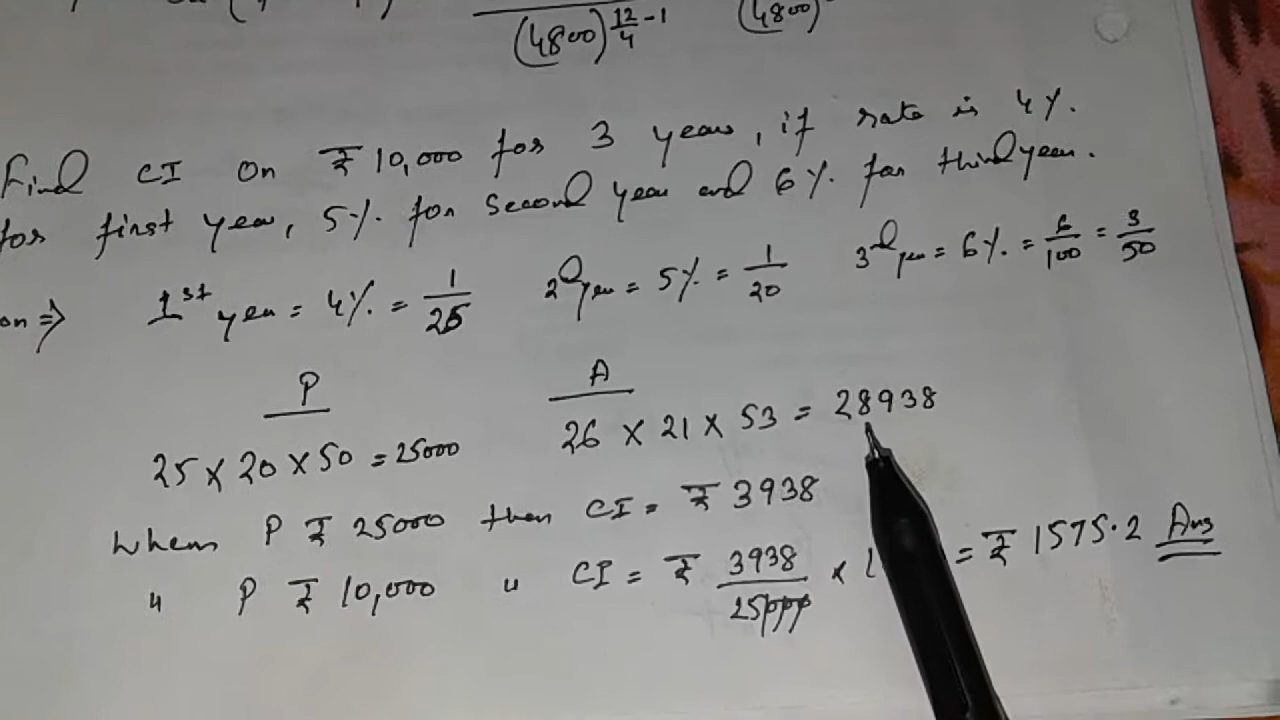 (4800)^(12/4 - 1) (4800)
Find CI On ₹ 10,000 for 3 years, if rate is 4%.
for first year, 5%. for Second year and 6%. for third year.
on ⇒ 1st year = 4% = 1/25 2nd year = 5% = 1/20 3rd year = 6% = 6/100 = 3/50
P A
25 × 20 × 50 = 25000 26 × 21 × 53 = 28938
When P ₹ 25000 then CI = ₹ 3938
" P ₹ 10,000 " CI = ₹ 3938/25000 × 1 = ₹ 1575.2 Ans